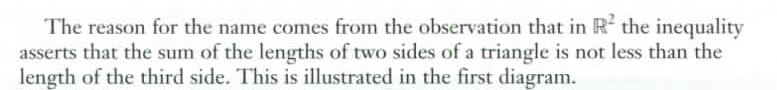 The reason for the name comes from the observation that in ℝ² the inequality
asserts that the sum of the lengths of two sides of a triangle is not less than the
length of the third side. This is illustrated in the first diagram.